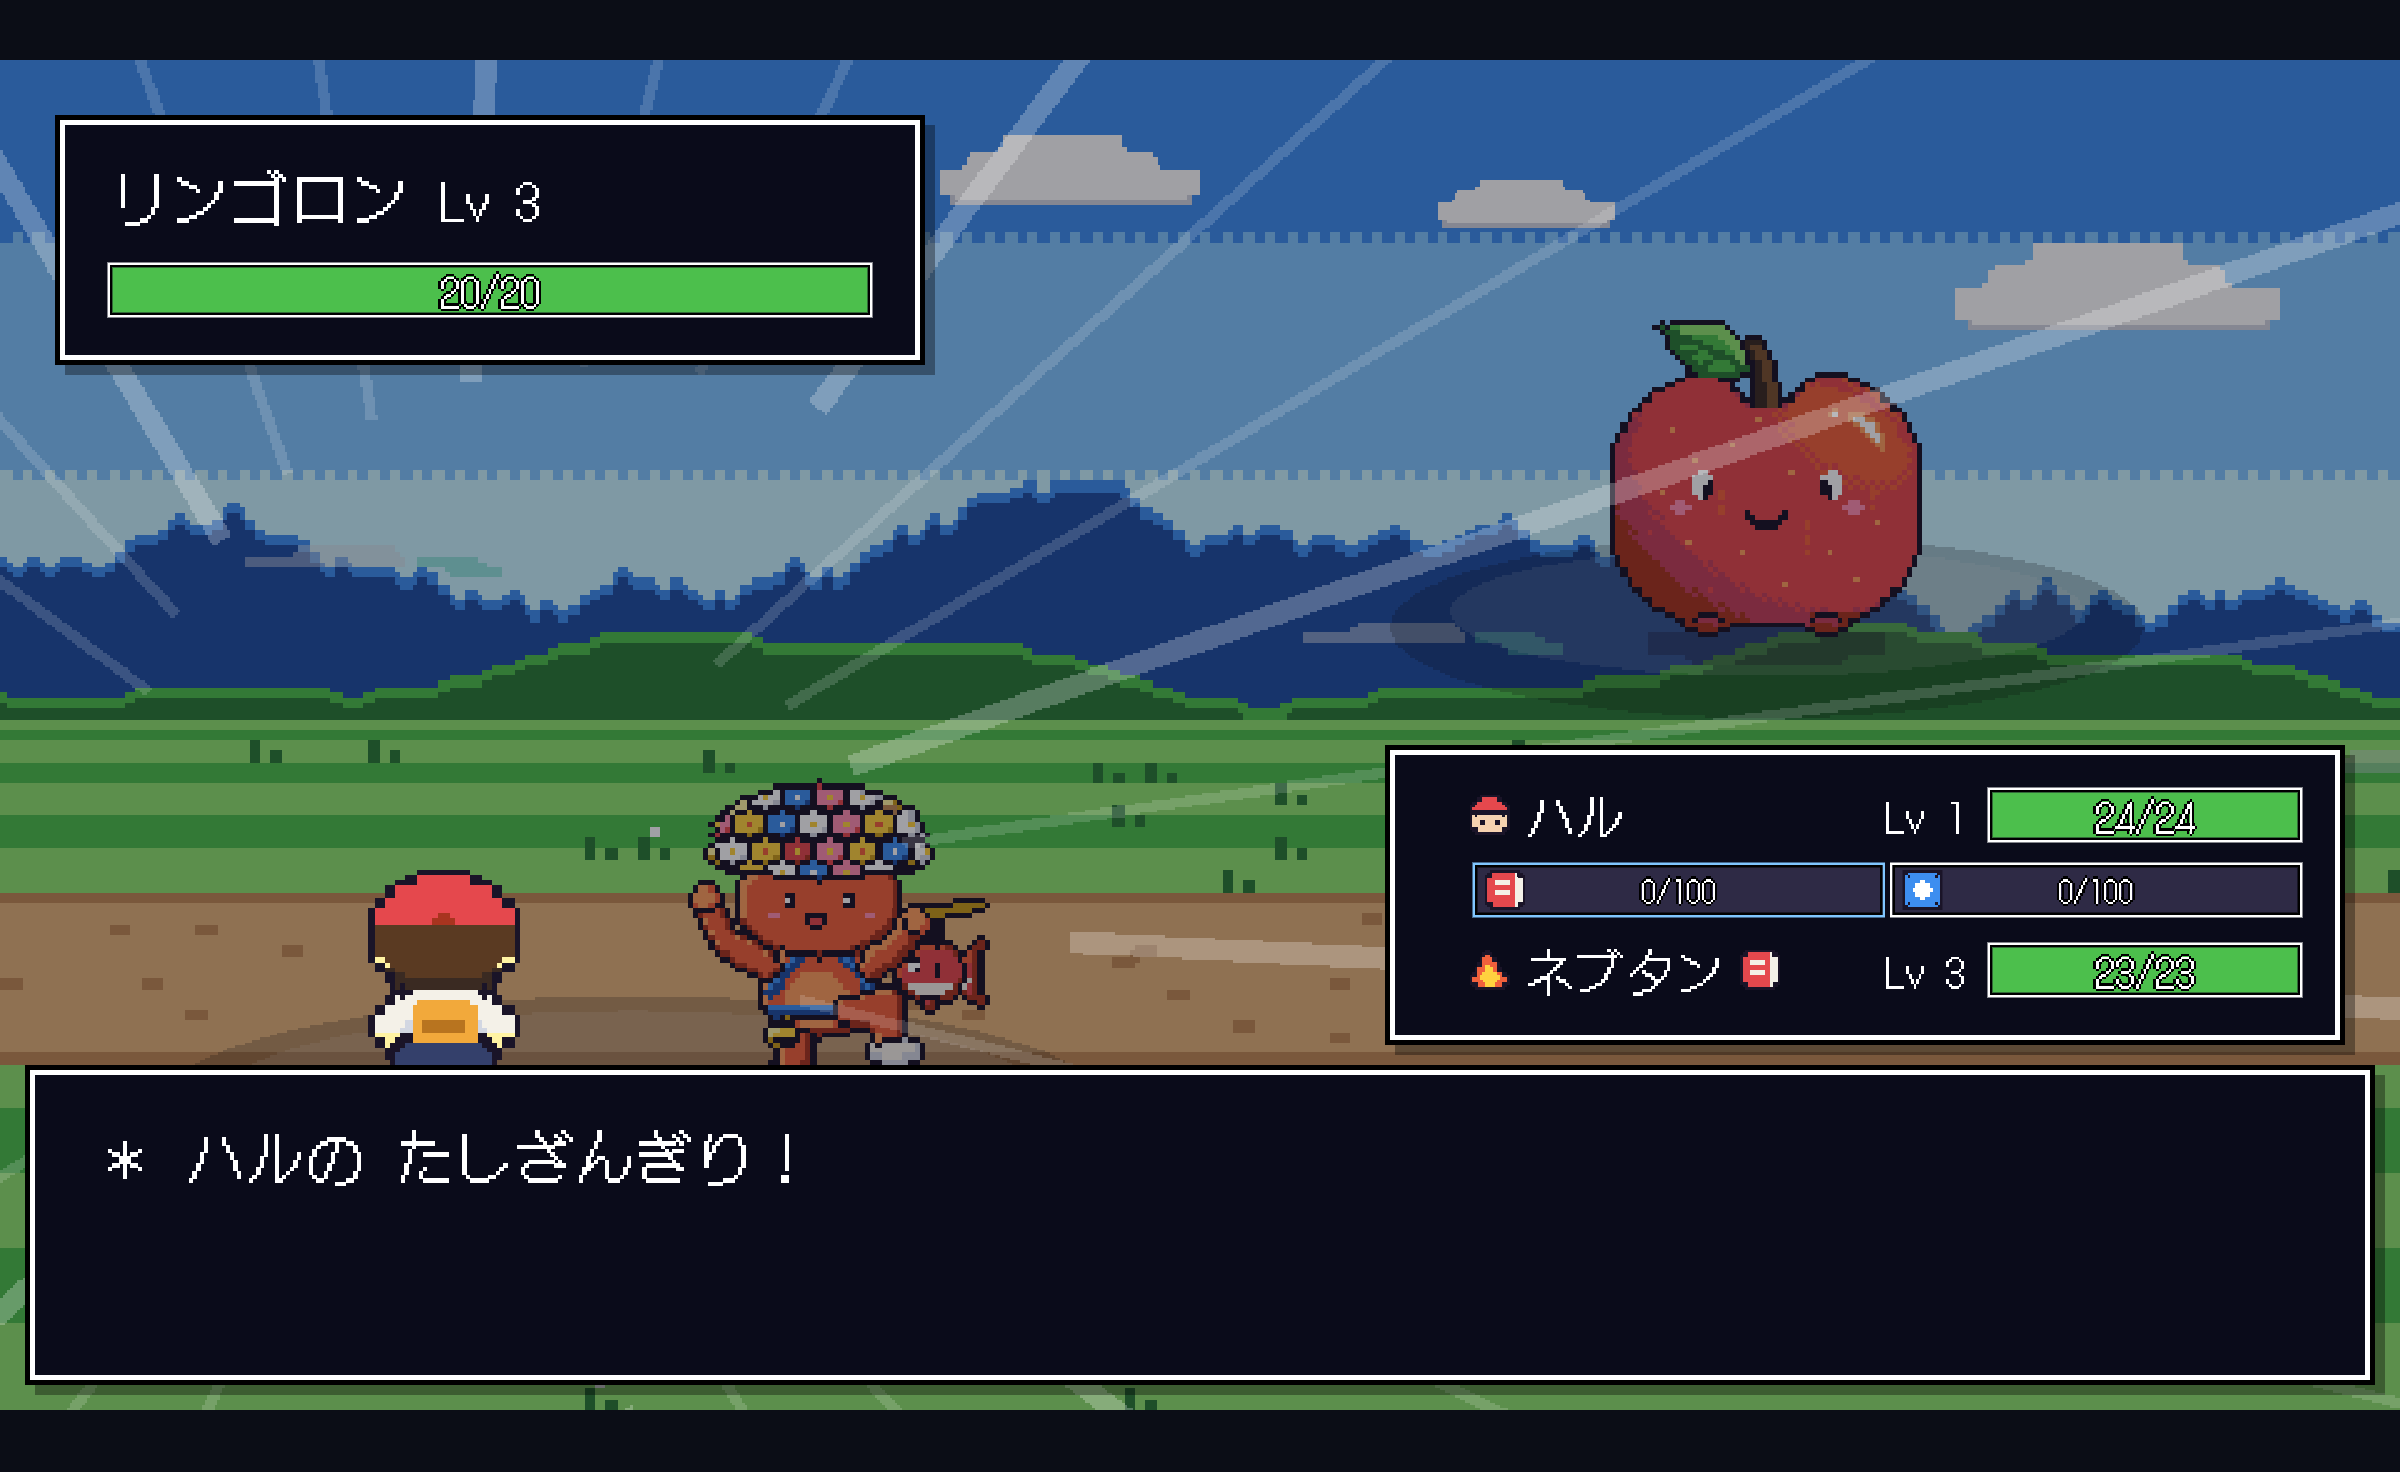 リンゴロン Lv 3
20/20
ハル Lv 1 24/24
0/100 0/100
ネブタン Lv 3 23/23
* ハルの たしざんぎり!